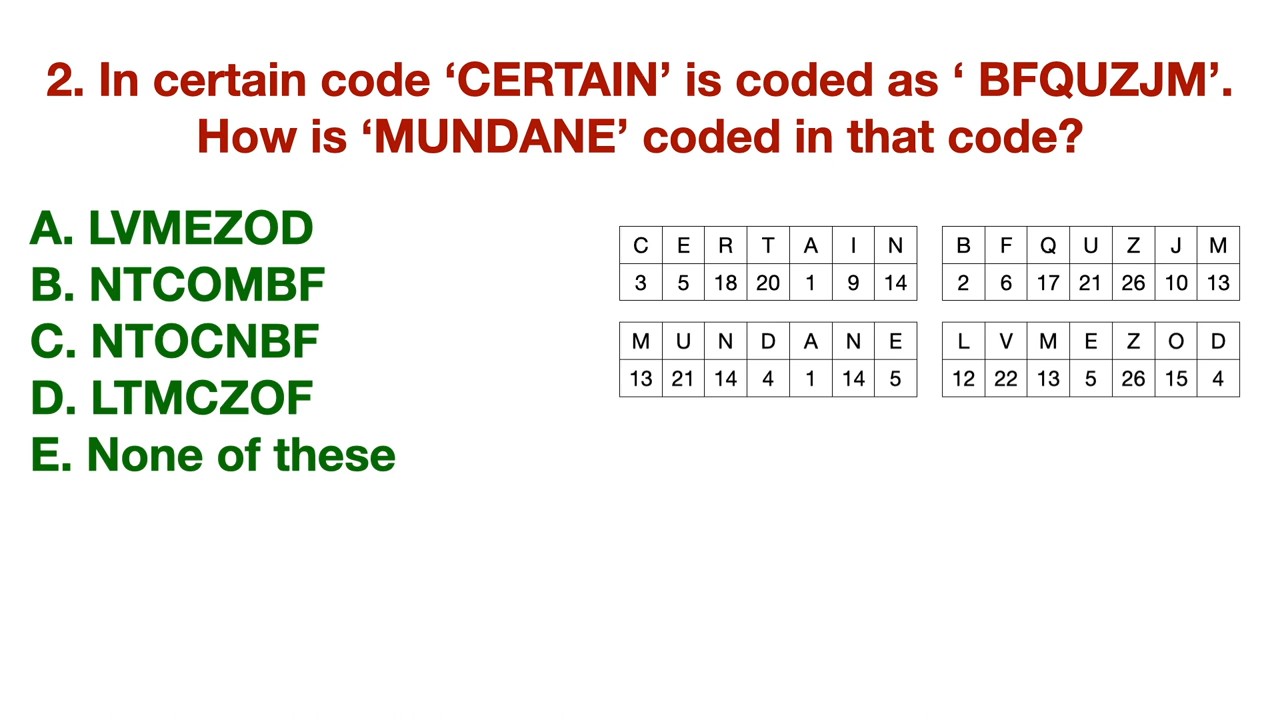 2. In certain code ‘CERTAIN’ is coded as ‘ BFQUZJM’.
How is ‘MUNDANE’ coded in that code?
A. LVMEZOD
B. NTCOMBF
C. NTOCNBF
D. LTMCZOF
E. None of these
C E R T A I N
3 5 18 20 1 9 14
B F Q U Z J M
2 6 17 21 26 10 13
M U N D A N E
13 21 14 4 1 14 5
L V M E Z O D
12 22 13 5 26 15 4